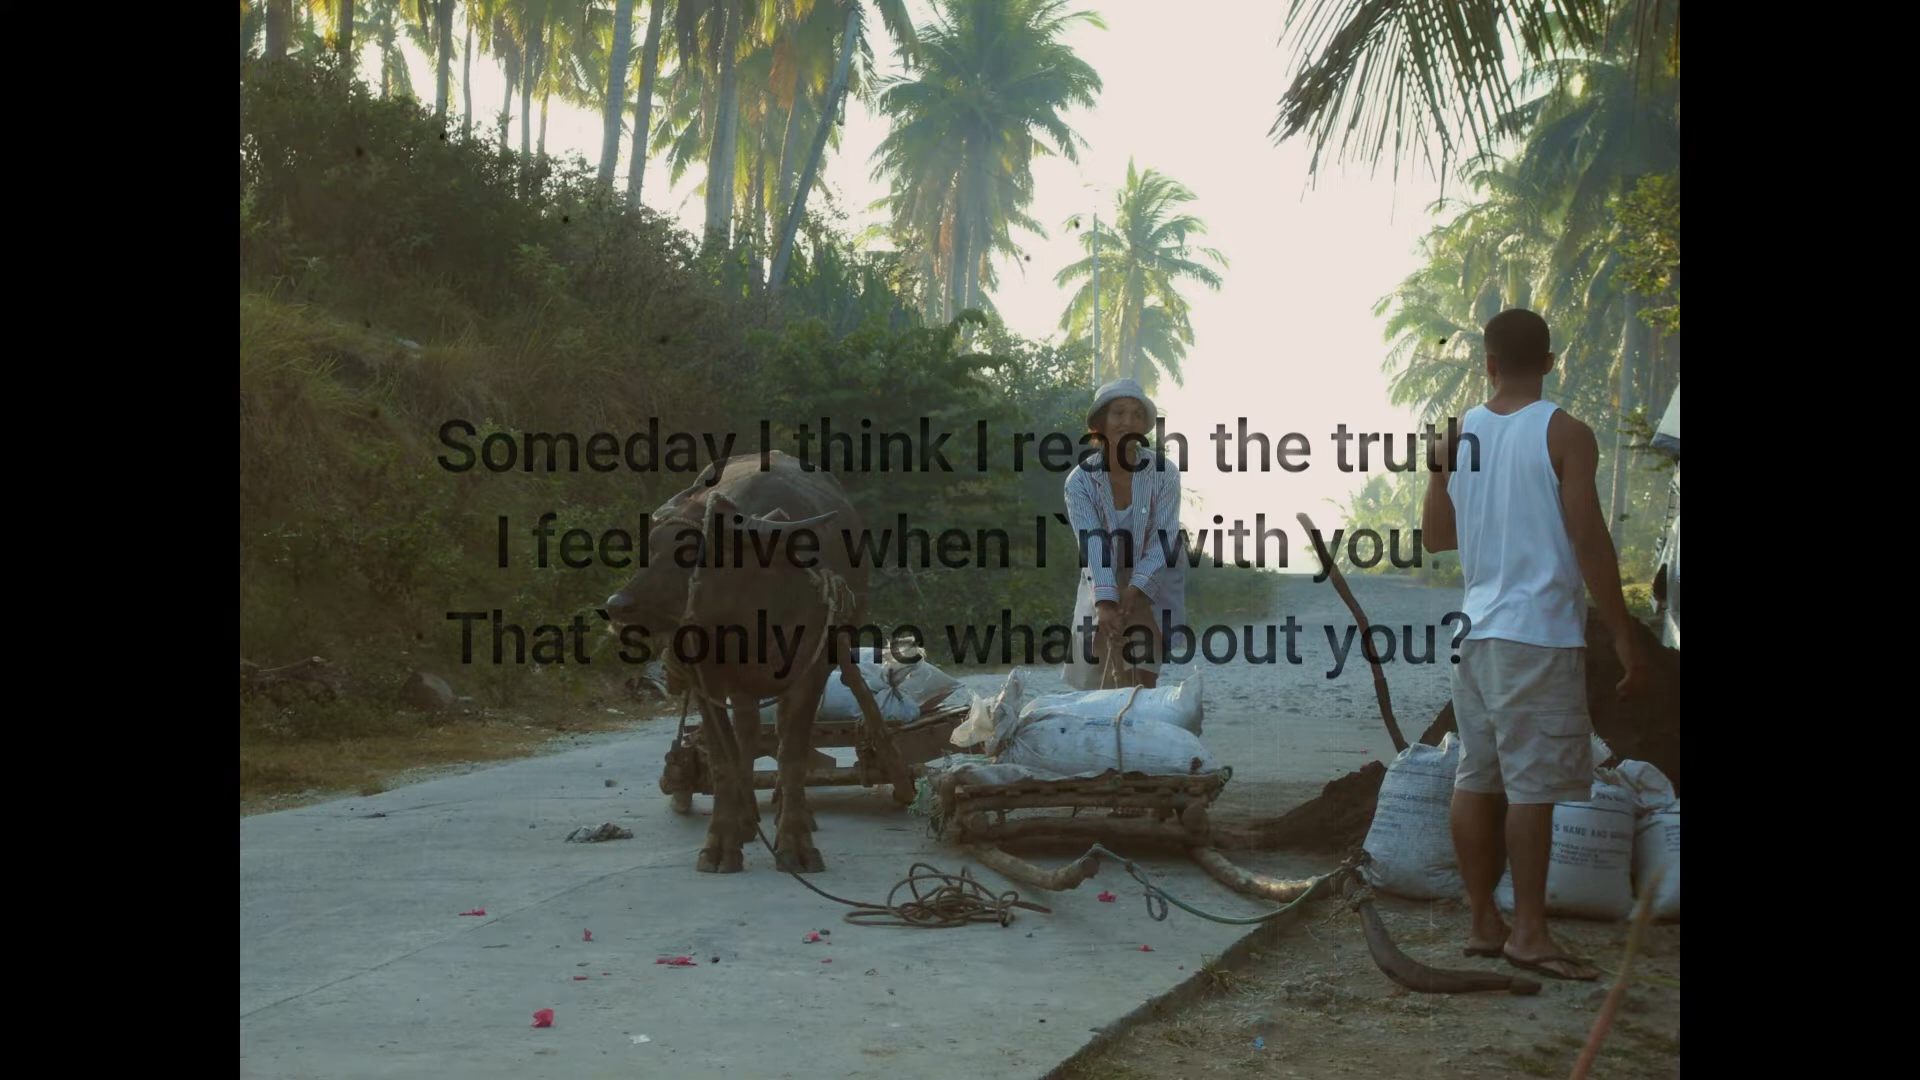 Someday I think I reach the truth
I feel alive when I`m with you.
That`s only me what about you?